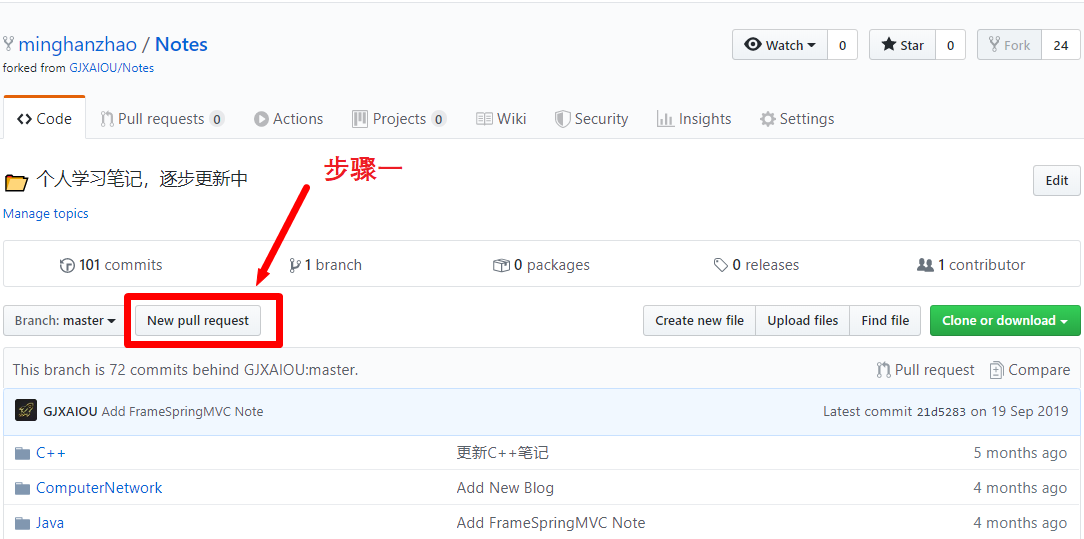 minghanzhao / Notes
Watch 0 Star 0 Fork 24
forked from GJXAIOU/Notes
Code Pull requests 0 Actions Projects 0 Wiki Security Insights Settings
步骤一
个人学习笔记，逐步更新中 Edit
Manage topics
101 commits 1 branch 0 packages 0 releases 1 contributor
Branch: master New pull request Create new file Upload files Find file Clone or download
This branch is 72 commits behind GJXAIOU:master. Pull request Compare
GJXAIOU Add FrameSpringMVC Note Latest commit 21d5283 on 19 Sep 2019
C++ 更新C++笔记 5 months ago
ComputerNetwork Add New Blog 4 months ago
Java Add FrameSpringMVC Note 4 months ago